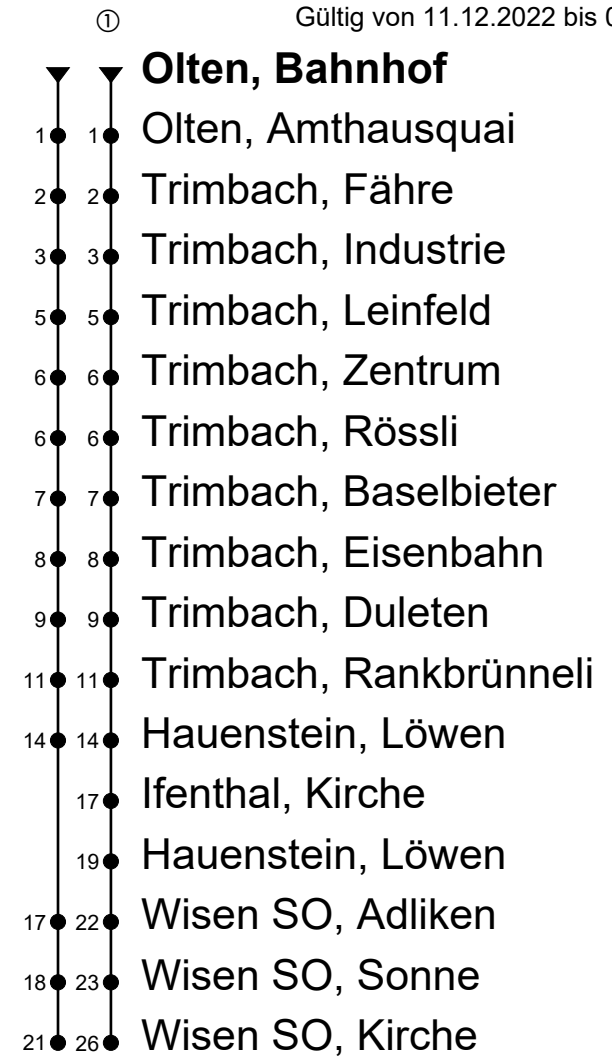 ① Gültig von 11.12.2022 bis
Olten, Bahnhof
1 1 Olten, Amthausquai
2 2 Trimbach, Fähre
3 3 Trimbach, Industrie
5 5 Trimbach, Leinfeld
6 6 Trimbach, Zentrum
6 6 Trimbach, Rössli
7 7 Trimbach, Baselbieter
8 8 Trimbach, Eisenbahn
9 9 Trimbach, Duleten
11 11 Trimbach, Rankbrünneli
14 14 Hauenstein, Löwen
17 Ifenthal, Kirche
19 Hauenstein, Löwen
17 22 Wisen SO, Adliken
18 23 Wisen SO, Sonne
21 26 Wisen SO, Kirche